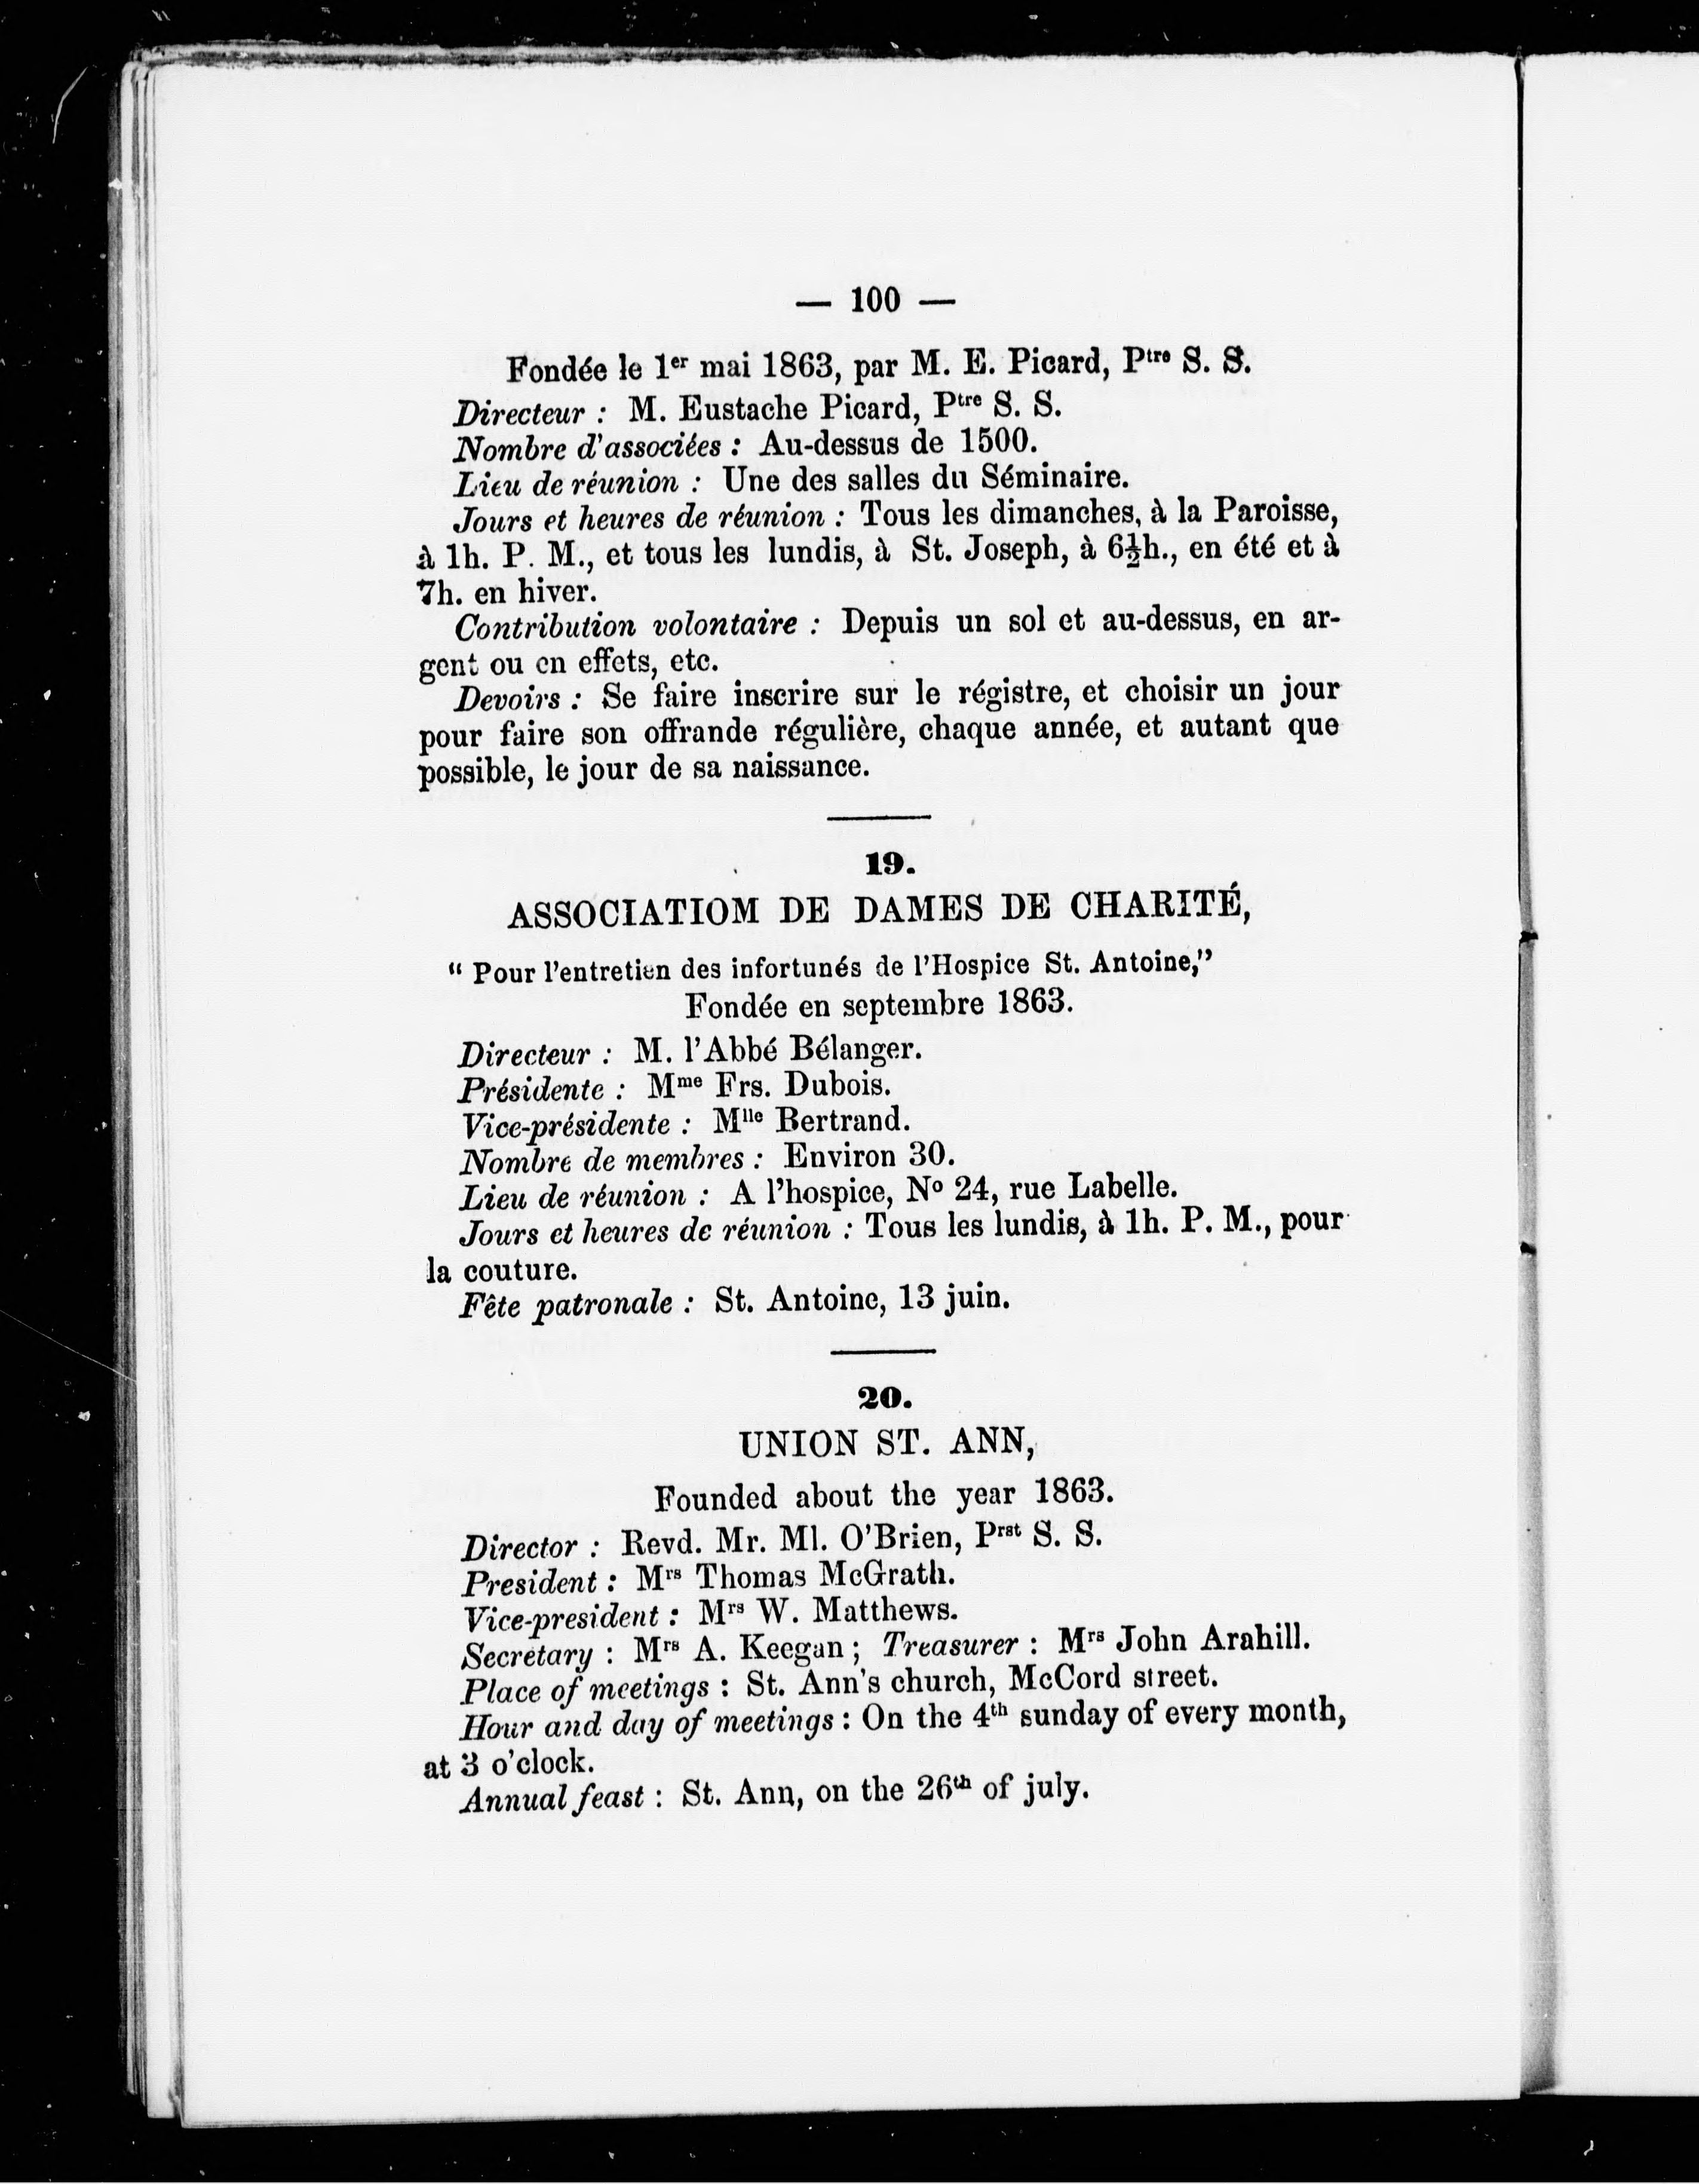 — 100 —
Fondée le 1er mai 1863, par M. E. Picard, Ptre S. S.
Directeur : M. Eustache Picard, Ptre S. S.
Nombre d'associées : Au-dessus de 1500.
Lieu de réunion : Une des salles du Séminaire.
Jours et heures de réunion : Tous les dimanches, à la Paroisse,
à 1h. P. M., et tous les lundis, à St. Joseph, à 6½h., en été et à
7h. en hiver.
Contribution volontaire : Depuis un sol et au-dessus, en ar-
gent ou en effets, etc.
Devoirs : Se faire inscrire sur le régistre, et choisir un jour
pour faire son offrande régulière, chaque année, et autant que
possible, le jour de sa naissance.
19.
ASSOCIATIOM DE DAMES DE CHARITÉ,
" Pour l'entretien des infortunés de l'Hospice St. Antoine,"
Fondée en septembre 1863.
Directeur : M. l'Abbé Bélanger.
Présidente : Mme Frs. Dubois.
Vice-présidente : Mlle Bertrand.
Nombre de membres : Environ 30.
Lieu de réunion : A l'hospice, No 24, rue Labelle.
Jours et heures de réunion : Tous les lundis, à 1h. P. M., pour
la couture.
Fête patronale : St. Antoine, 13 juin.
20.
UNION ST. ANN,
Founded about the year 1863.
Director : Revd. Mr. Ml. O'Brien, Prst S. S.
President : Mrs Thomas McGrath.
Vice-president : Mrs W. Matthews.
Secretary : Mrs A. Keegan ; Treasurer : Mrs John Arahill.
Place of meetings : St. Ann's church, McCord street.
Hour and day of meetings : On the 4th sunday of every month,
at 3 o'clock.
Annual feast : St. Ann, on the 26th of july.